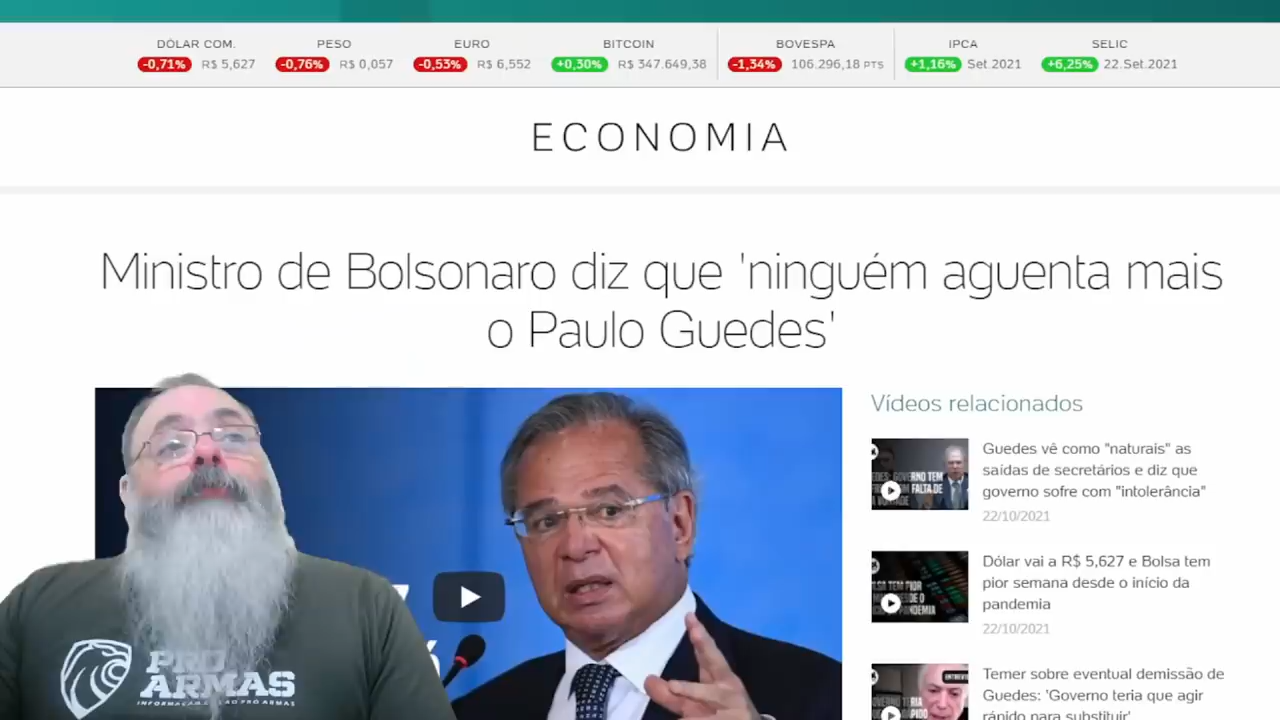 DÓLAR COM. PESO EURO BITCOIN BOVESPA IPCA SELIC
-0,71% R$ 5,627 -0,76% R$ 0,057 -0,53% R$ 6,552 +0,30% R$ 347.649,38 -1,34% 106.296,18 PTS +1,16% Set.2021 +6,25% 22.Set.2021
ECONOMIA
Ministro de Bolsonaro diz que 'ninguém aguenta mais
o Paulo Guedes'
Vídeos relacionados
Guedes vê como "naturais" as
saídas de secretários e diz que
governo sofre com "intolerância"
22/10/2021
Dólar vai a R$ 5,627 e Bolsa tem
pior semana desde o início da
pandemia
22/10/2021
Temer sobre eventual demissão de
Guedes: 'Governo teria que agir
rápido para substituir'
PRO
ARMAS